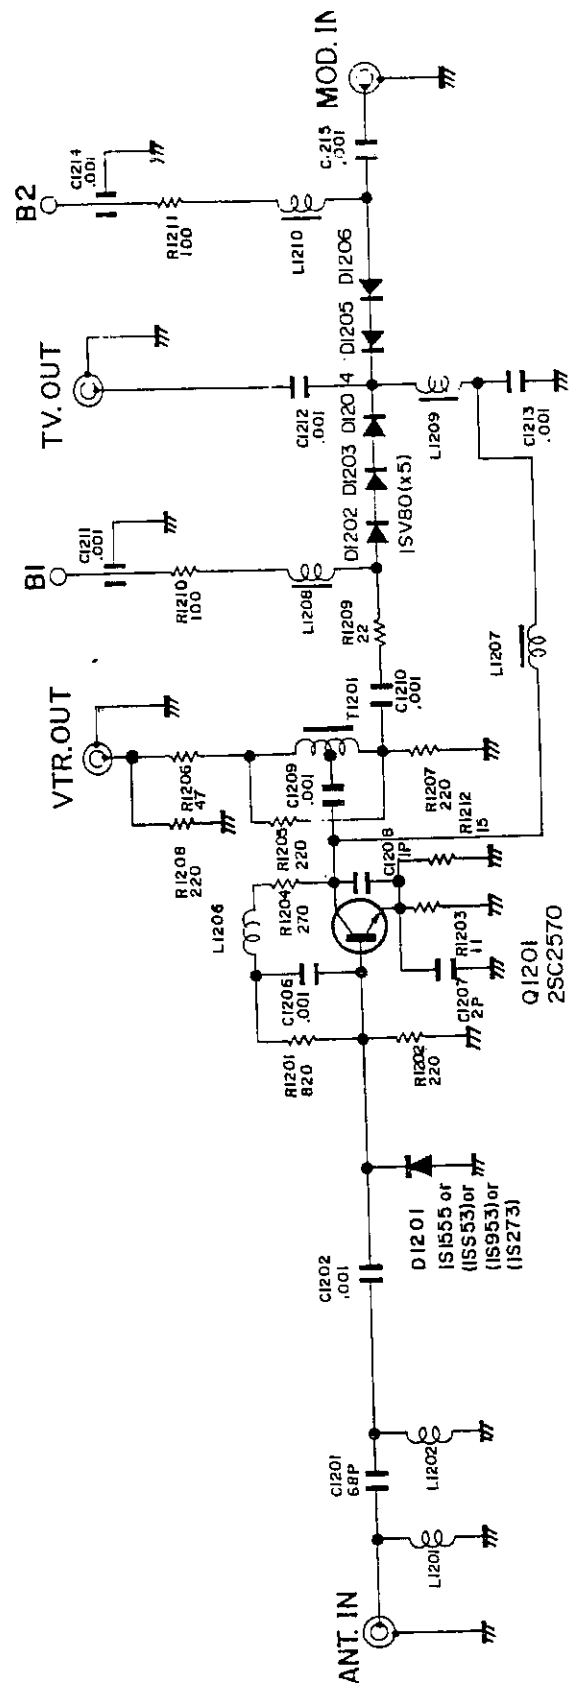 ANT. IN
L1201
C1201
68P
L1202
C1202
.001
D1201
1S1555 or
(1SS53) or
(1S953) or
(1S273)
R1201
820
R1202
220
L1206
C1206
.001
R1204
270
C1207
2P
R1203
11
Q1201
2SC2570
C1208
1P
R1212
15
R1208
220
VTR. OUT
R1206
47
R1205
220
C1209
.001
T1201
R1207
220
C1210
.001
R1209
22
L1207
B1
C1211
.001
R1210
100
L1208
D1202
D1203
D1204
1SV80(x5)
TV. OUT
C1212
.001
L1209
C1213
.001
D1205
D1206
B2
C1214
.001
R1211
100
L1210
C1215
.001
MOD. IN